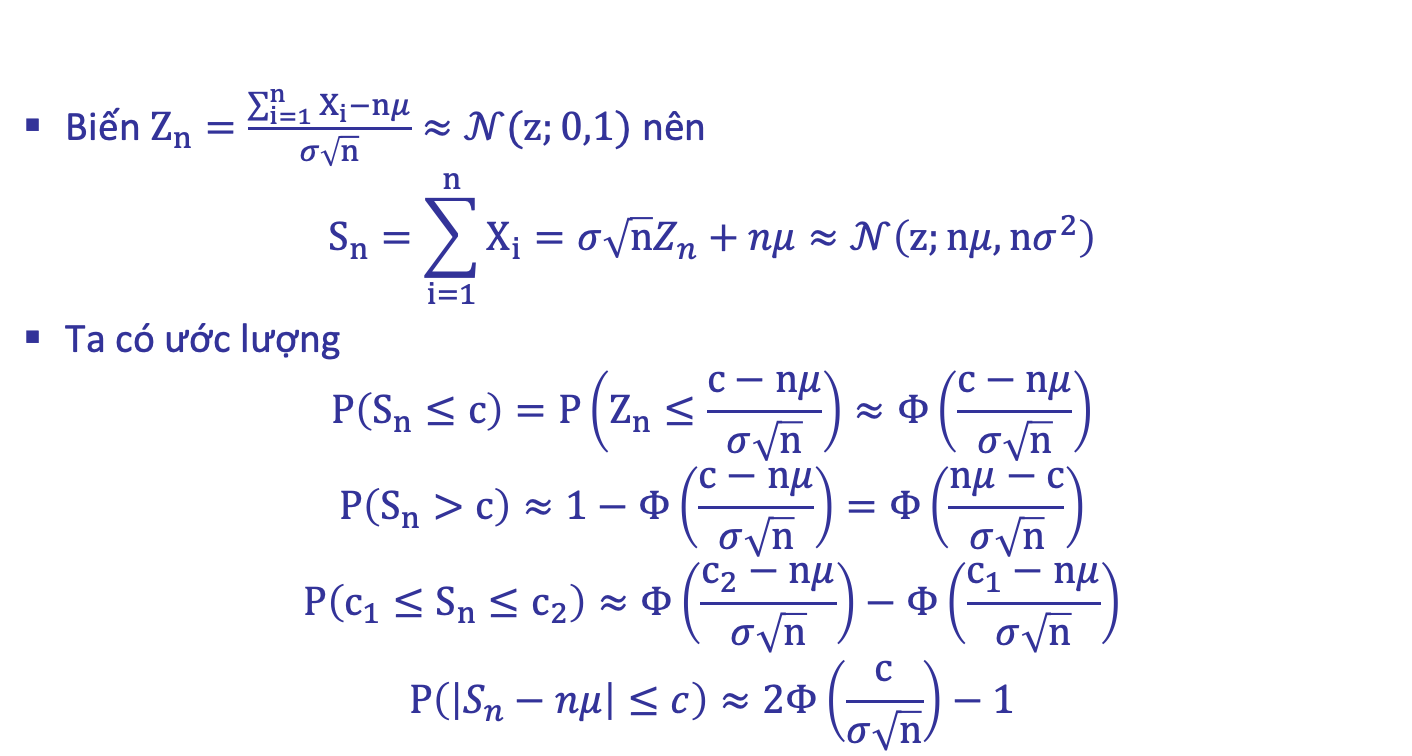 ▪ Biến Zₙ = (∑ⁿᵢ₌₁ Xᵢ−nμ)/(σ√n) ≈ 𝒩(z; 0,1) nên
Sₙ = ∑ⁿᵢ₌₁ Xᵢ = σ√n Zₙ + nμ ≈ 𝒩(z; nμ, nσ²)
▪ Ta có ước lượng
P(Sₙ ≤ c) = P(Zₙ ≤ (c − nμ)/(σ√n)) ≈ Φ((c − nμ)/(σ√n))
P(Sₙ > c) ≈ 1 − Φ((c − nμ)/(σ√n)) = Φ((nμ − c)/(σ√n))
P(c₁ ≤ Sₙ ≤ c₂) ≈ Φ((c₂ − nμ)/(σ√n)) − Φ((c₁ − nμ)/(σ√n))
P(|Sₙ − nμ| ≤ c) ≈ 2Φ(c/(σ√n)) − 1